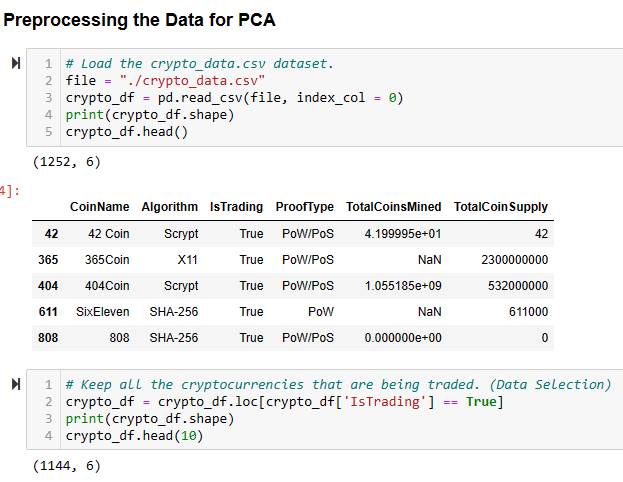 Preprocessing the Data for PCA
1 # Load the crypto_data.csv dataset.
2 file = "./crypto_data.csv"
3 crypto_df = pd.read_csv(file, index_col = 0)
4 print(crypto_df.shape)
5 crypto_df.head()
(1252, 6)
4]:
CoinName Algorithm IsTrading ProofType TotalCoinsMined TotalCoinSupply
42 42 Coin Scrypt True PoW/PoS 4.199995e+01 42
365 365Coin X11 True PoW/PoS NaN 2300000000
404 404Coin Scrypt True PoW/PoS 1.055185e+09 532000000
611 SixEleven SHA-256 True PoW NaN 611000
808 808 SHA-256 True PoW/PoS 0.000000e+00 0
1 # Keep all the cryptocurrencies that are being traded. (Data Selection)
2 crypto_df = crypto_df.loc[crypto_df['IsTrading'] == True]
3 print(crypto_df.shape)
4 crypto_df.head(10)
(1144, 6)